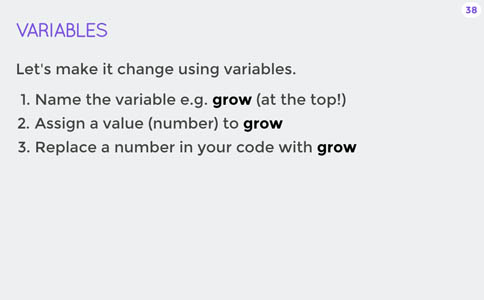 38
VARIABLES
Let's make it change using variables.
1. Name the variable e.g. grow (at the top!)
2. Assign a value (number) to grow
3. Replace a number in your code with grow